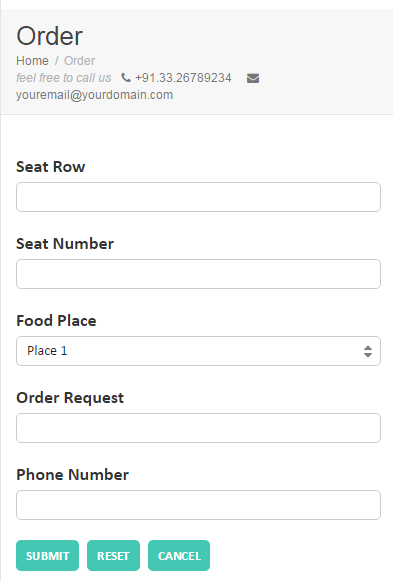 Order
Home / Order
feel free to call us +91.33.26789234
youremail@yourdomain.com
Seat Row
Seat Number
Food Place
Place 1
Order Request
Phone Number
SUBMIT RESET CANCEL